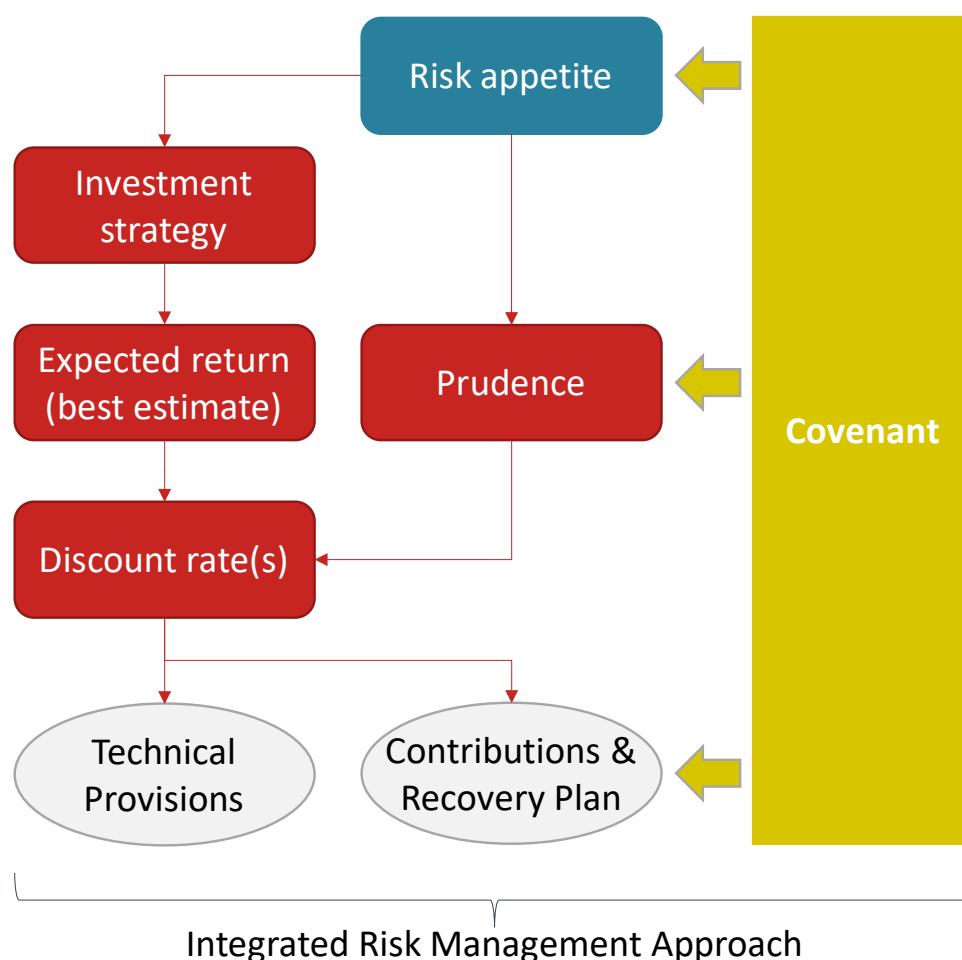 Risk appetite
Investment
strategy
Expected return
(best estimate)
Prudence
Covenant
Discount rate(s)
Technical
Provisions
Contributions &
Recovery Plan
Integrated Risk Management Approach